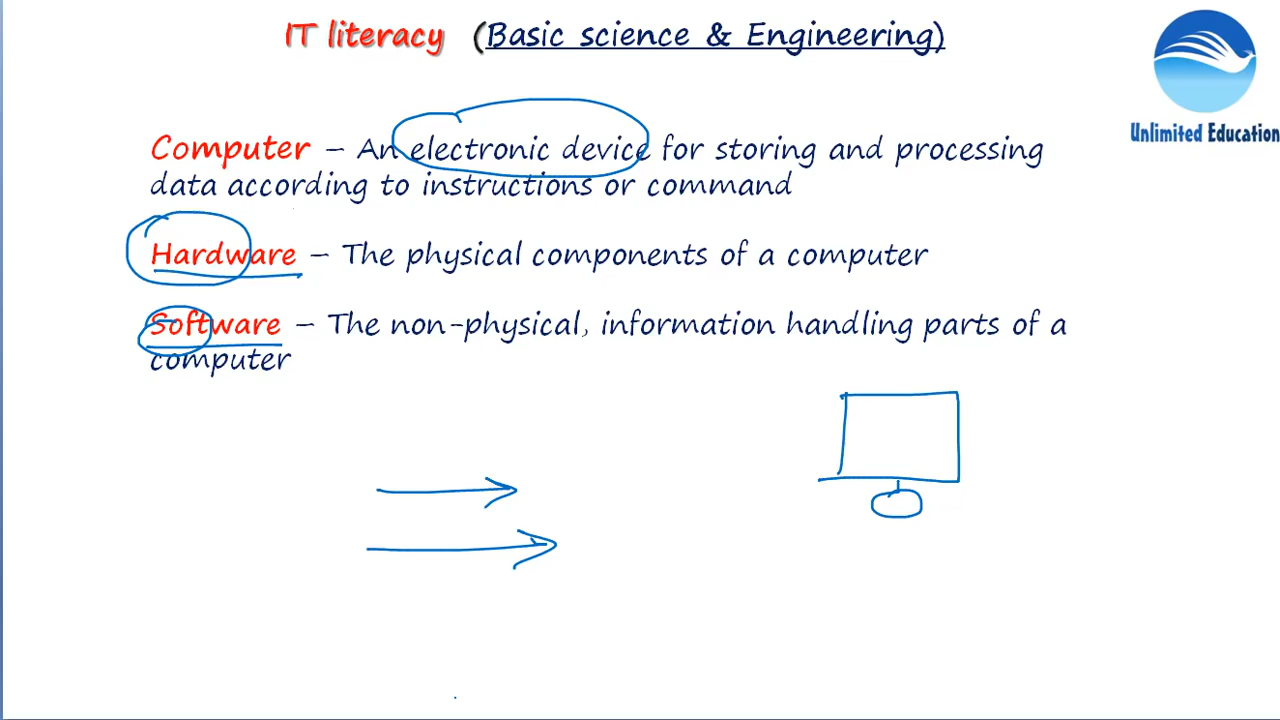 IT literacy (Basic science & Engineering)
Unlimited Education
Computer – An electronic device for storing and processing
data according to instructions or command
Hardware – The physical components of a computer
Software – The non-physical, information handling parts of a
computer